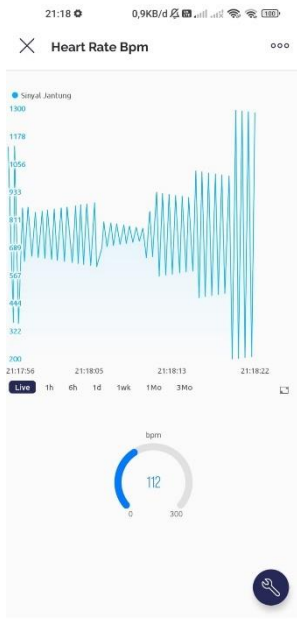 21:18 0,9KB/d 100
Heart Rate Bpm
Sinyal Jantung
1300
1178
1056
933
811
689
567
444
322
200
21:17:56 21:18:05 21:18:13 21:18:22
Live 1h 6h 1d 1wk 1Mo 3Mo
bpm
112
0 300